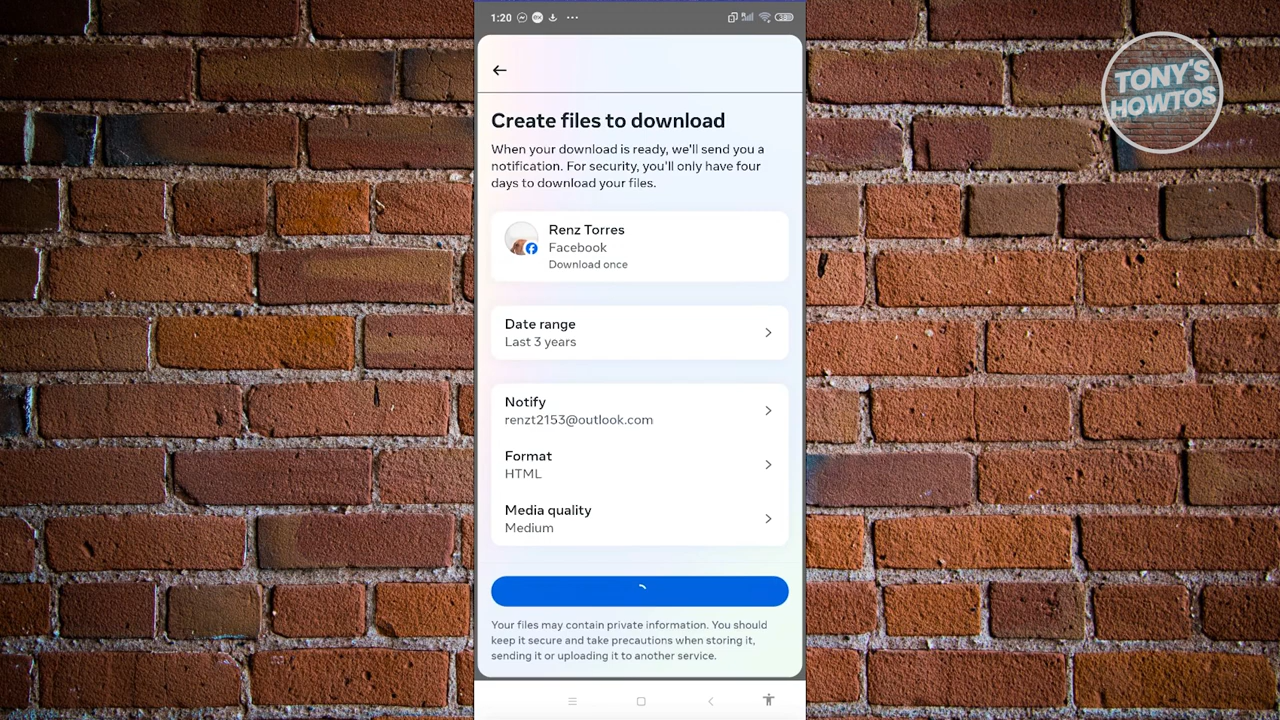 1:20
TONY'S
HOWTOS
Create files to download
When your download is ready, we'll send you a
notification. For security, you'll only have four
days to download your files.
Renz Torres
Facebook
Download once
Date range
Last 3 years
Notify
renzt2153@outlook.com
Format
HTML
Media quality
Medium
Your files may contain private information. You should
keep it secure and take precautions when storing it,
sending it or uploading it to another service.